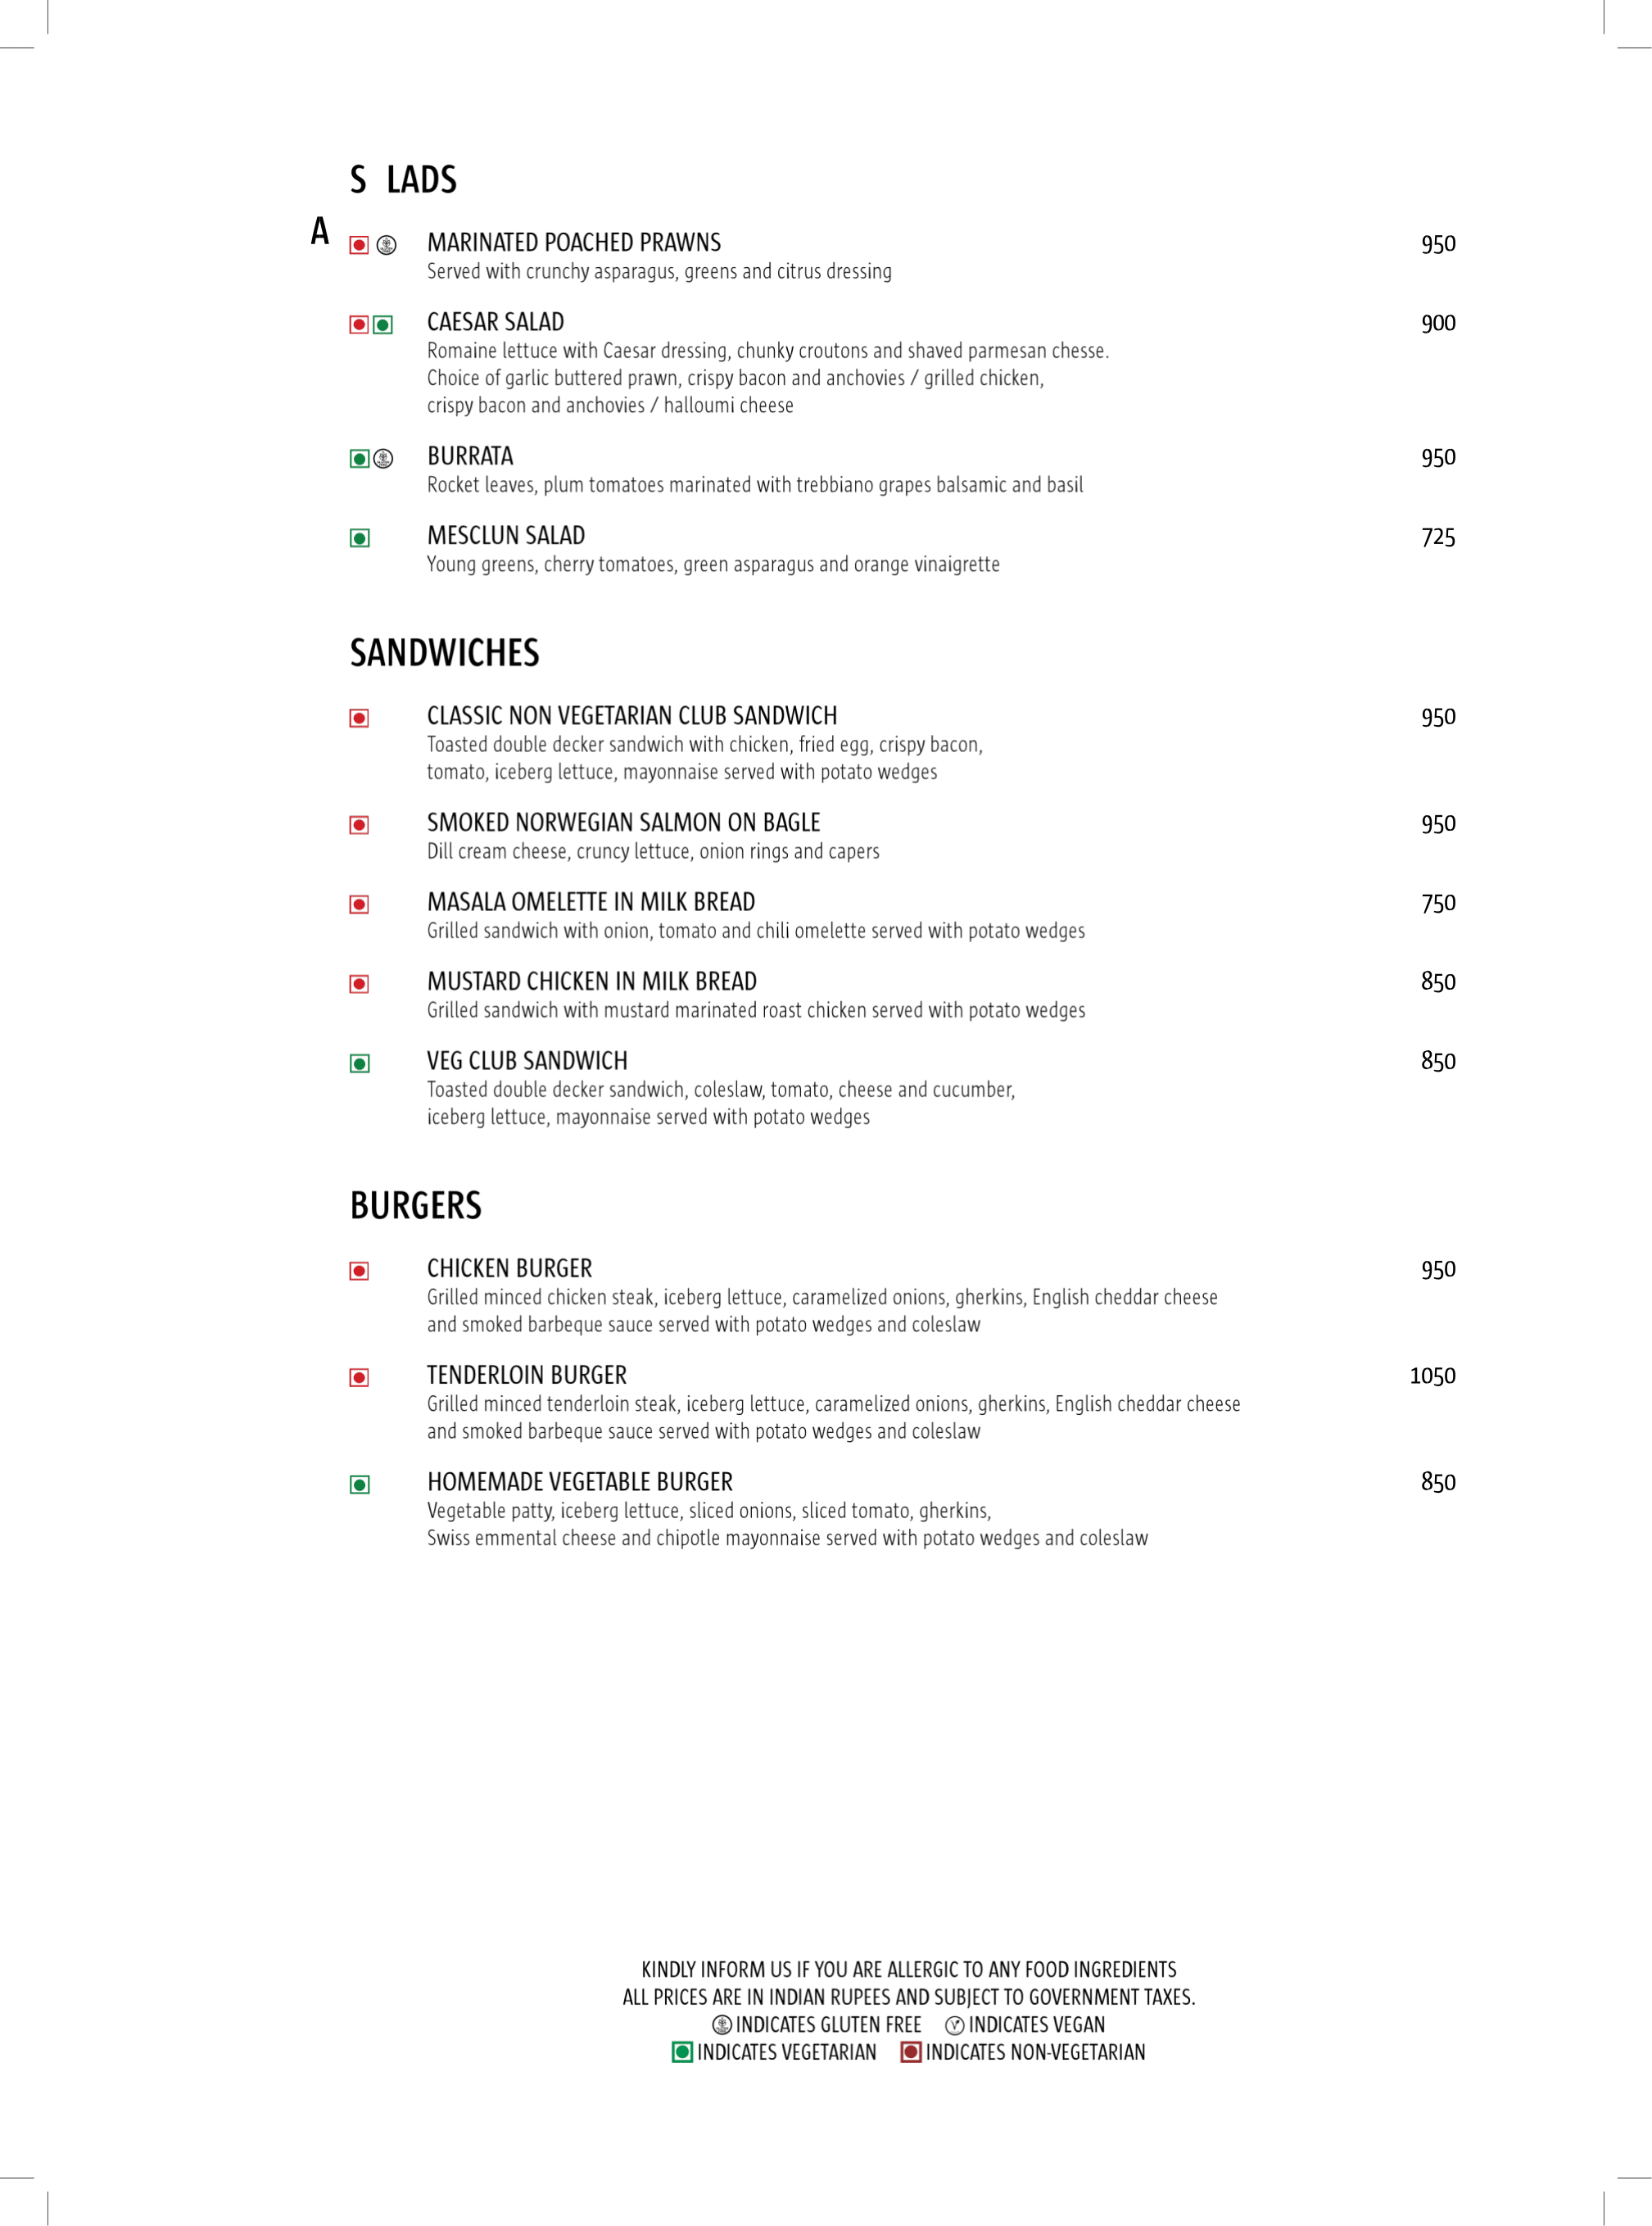 S LADS
A
MARINATED POACHED PRAWNS 950
Served with crunchy asparagus, greens and citrus dressing
CAESAR SALAD 900
Romaine lettuce with Caesar dressing, chunky croutons and shaved parmesan chesse.
Choice of garlic buttered prawn, crispy bacon and anchovies / grilled chicken,
crispy bacon and anchovies / halloumi cheese
BURRATA 950
Rocket leaves, plum tomatoes marinated with trebbiano grapes balsamic and basil
MESCLUN SALAD 725
Young greens, cherry tomatoes, green asparagus and orange vinaigrette
SANDWICHES
CLASSIC NON VEGETARIAN CLUB SANDWICH 950
Toasted double decker sandwich with chicken, fried egg, crispy bacon,
tomato, iceberg lettuce, mayonnaise served with potato wedges
SMOKED NORWEGIAN SALMON ON BAGLE 950
Dill cream cheese, cruncy lettuce, onion rings and capers
MASALA OMELETTE IN MILK BREAD 750
Grilled sandwich with onion, tomato and chili omelette served with potato wedges
MUSTARD CHICKEN IN MILK BREAD 850
Grilled sandwich with mustard marinated roast chicken served with potato wedges
VEG CLUB SANDWICH 850
Toasted double decker sandwich, coleslaw, tomato, cheese and cucumber,
iceberg lettuce, mayonnaise served with potato wedges
BURGERS
CHICKEN BURGER 950
Grilled minced chicken steak, iceberg lettuce, caramelized onions, gherkins, English cheddar cheese
and smoked barbeque sauce served with potato wedges and coleslaw
TENDERLOIN BURGER 1050
Grilled minced tenderloin steak, iceberg lettuce, caramelized onions, gherkins, English cheddar cheese
and smoked barbeque sauce served with potato wedges and coleslaw
HOMEMADE VEGETABLE BURGER 850
Vegetable patty, iceberg lettuce, sliced onions, sliced tomato, gherkins,
Swiss emmental cheese and chipotle mayonnaise served with potato wedges and coleslaw
KINDLY INFORM US IF YOU ARE ALLERGIC TO ANY FOOD INGREDIENTS
ALL PRICES ARE IN INDIAN RUPEES AND SUBJECT TO GOVERNMENT TAXES.
INDICATES GLUTEN FREE INDICATES VEGAN
INDICATES VEGETARIAN INDICATES NON-VEGETARIAN